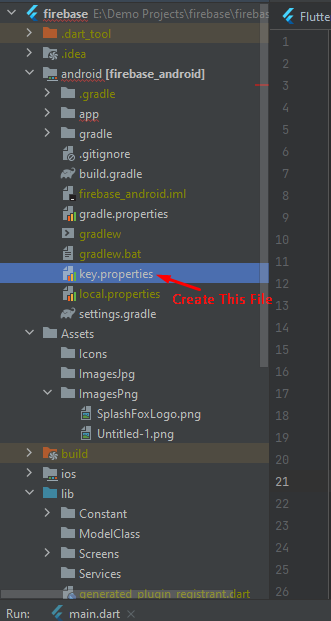 firebase E:\Demo Projects\firebase\firebas
Flutte
.dart_tool
.idea
android [firebase_android]
.gradle
app
gradle
.gitignore
build.gradle
firebase_android.iml
gradle.properties
gradlew
gradlew.bat
key.properties
Create This File
local.properties
settings.gradle
Assets
Icons
ImagesJpg
ImagesPng
SplashFoxLogo.png
Untitled-1.png
build
ios
lib
Constant
ModelClass
Screens
Services
generated_plugin_registrant.dart
1
2
3
4
5
6
7
8
9
10
11
12
13
14
15
16
17
18
19
20
21
22
23
24
25
26
Run: main.dart